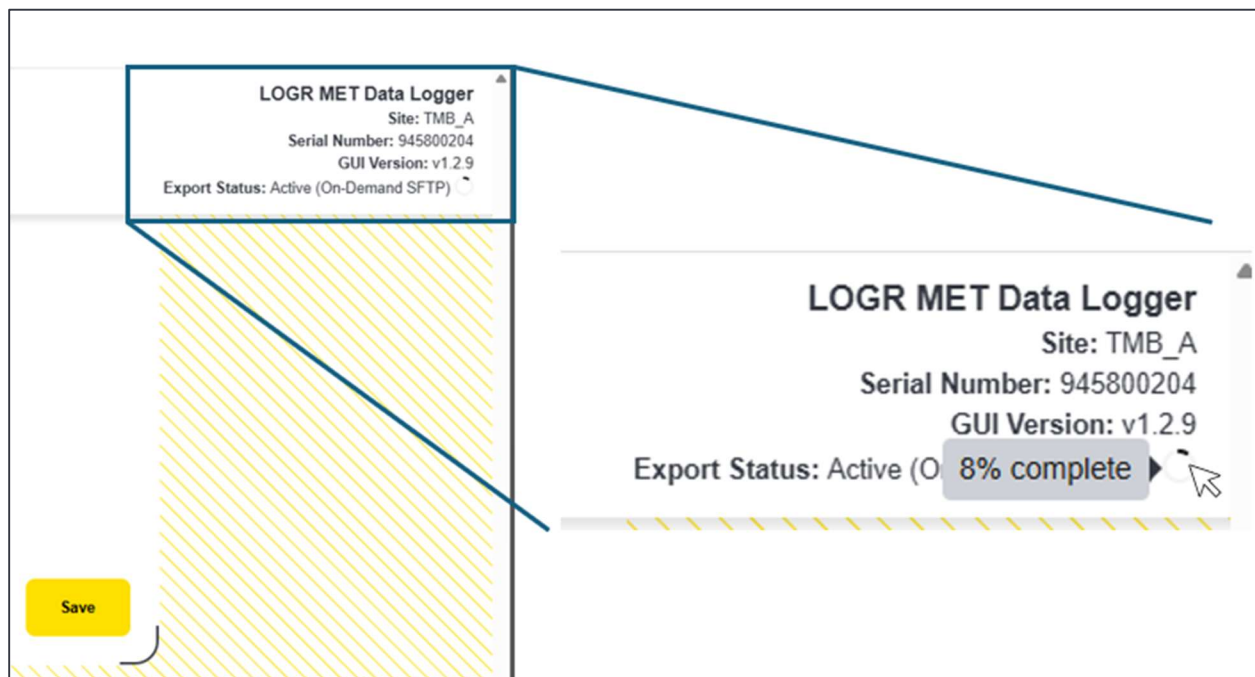 LOGR MET Data Logger
Site: TMB_A
Serial Number: 945800204
GUI Version: v1.2.9
Export Status: Active (On-Demand SFTP)
Save
LOGR MET Data Logger
Site: TMB_A
Serial Number: 945800204
GUI Version: v1.2.9
Export Status: Active (O 8% complete